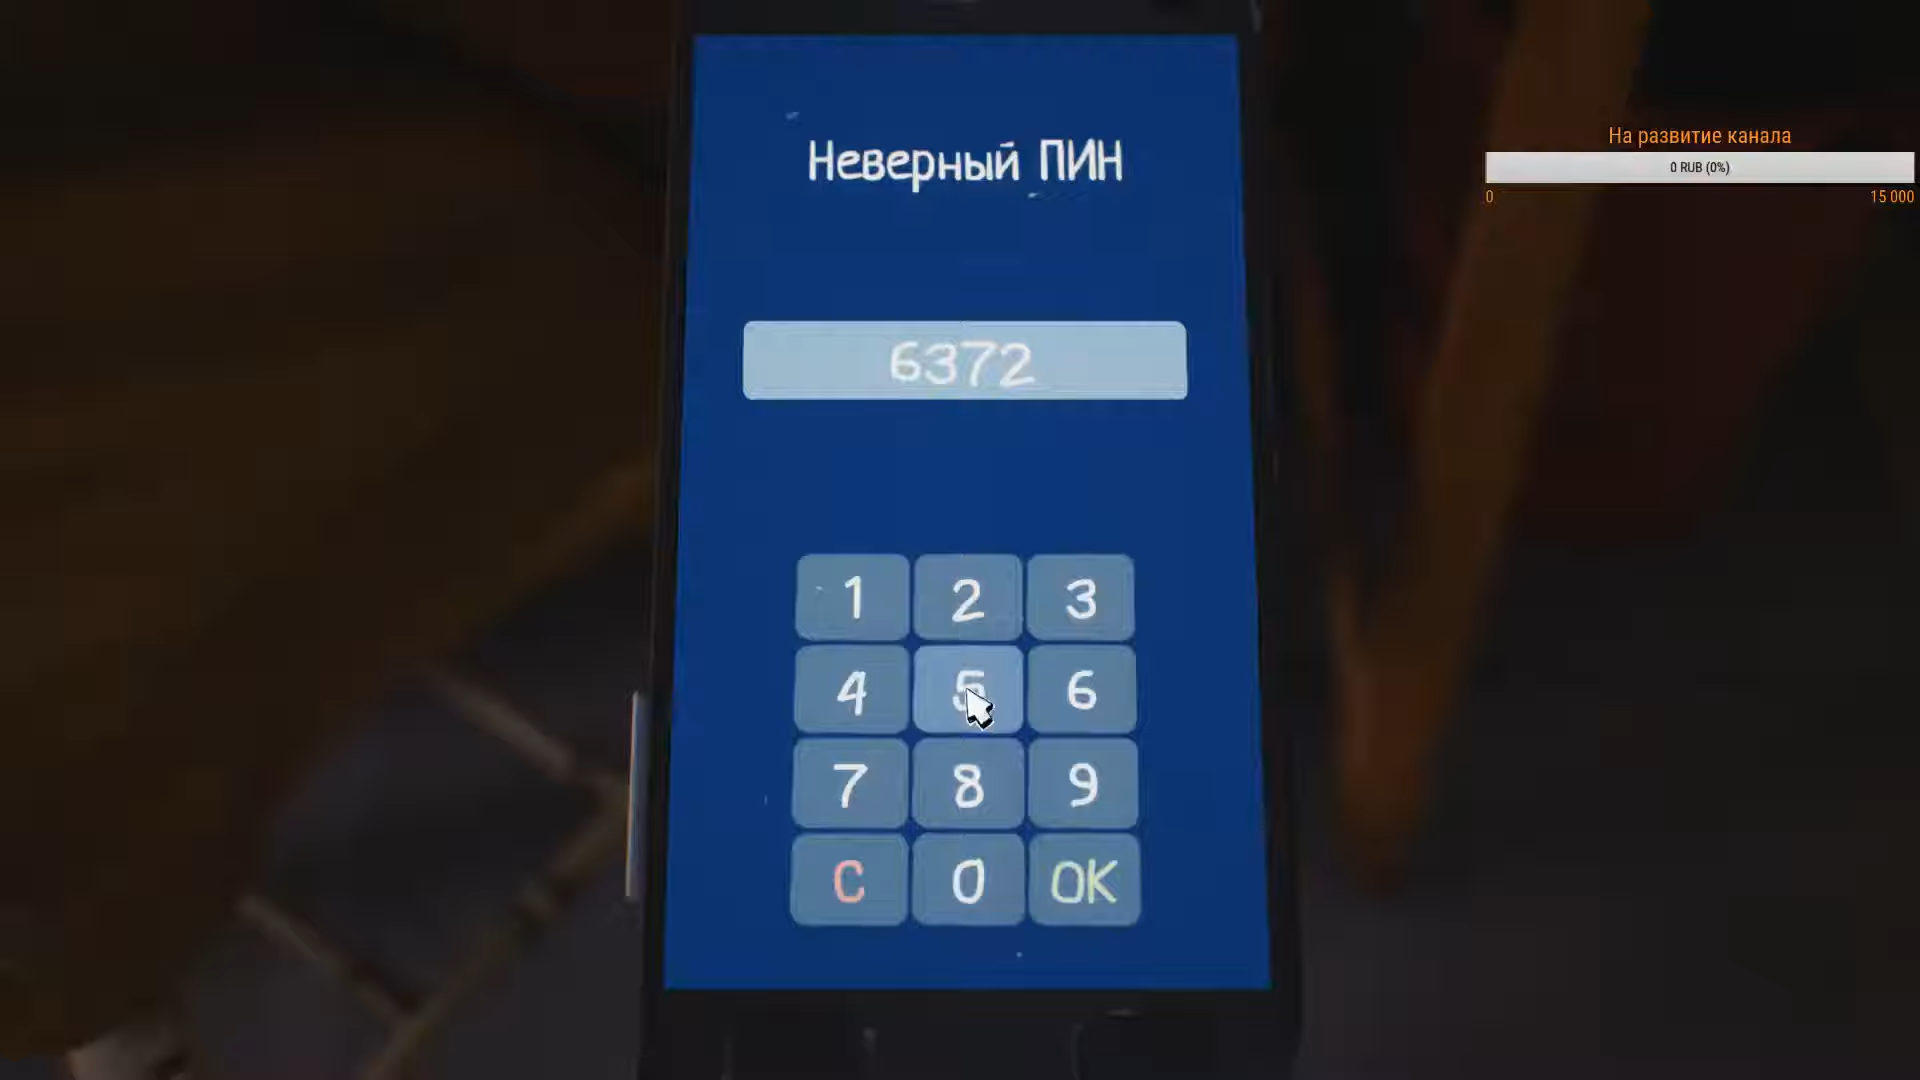 Неверный ПИН
На развитие канала
0 RUB (0%)
0 15 000
6372
1 2 3
4 5 6
7 8 9
C 0 OK